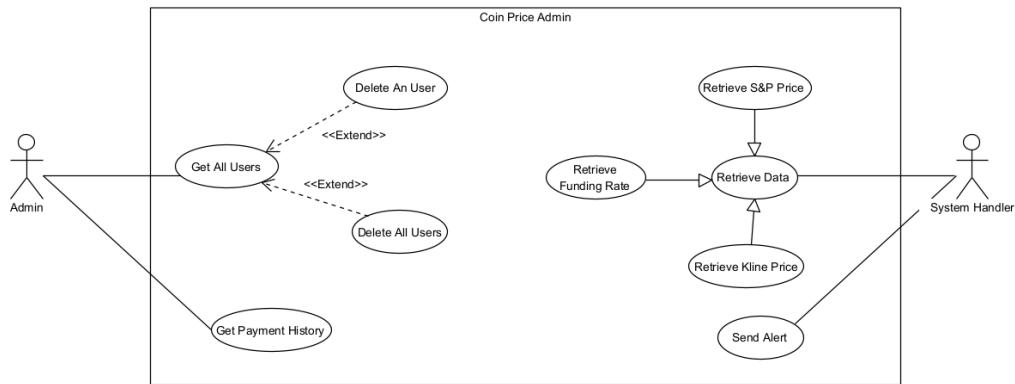 Coin Price Admin
Delete An User
Retrieve S&P Price
<<Extend>>
Get All Users
Retrieve
Funding Rate
Retrieve Data
<<Extend>>
Admin
System Handler
Delete All Users
Retrieve Kline Price
Get Payment History
Send Alert